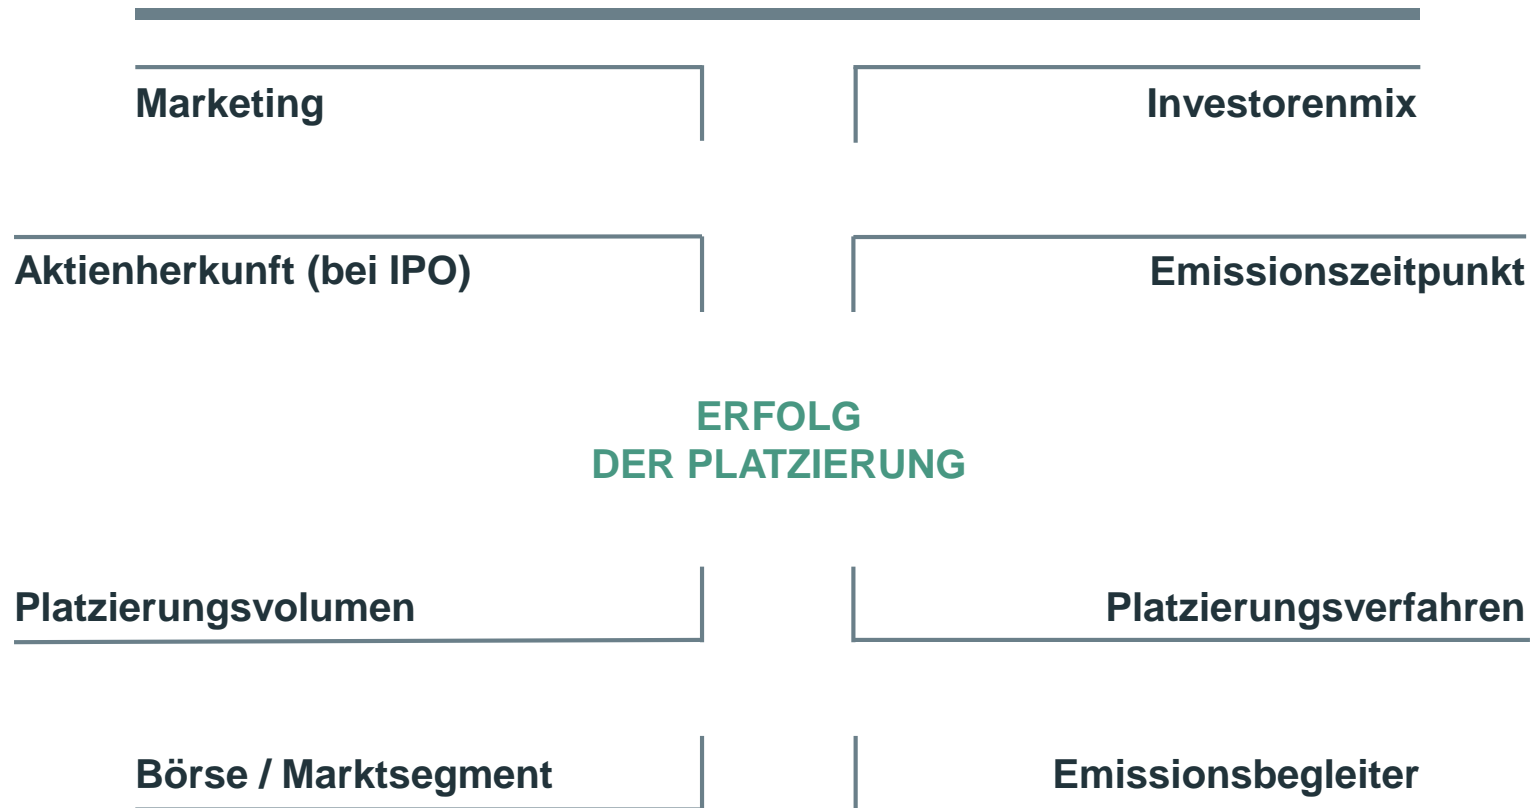 Marketing
Investorenmix
Aktienherkunft (bei IPO)
Emissionszeitpunkt
ERFOLG
DER PLATZIERUNG
Platzierungsvolumen
Platzierungsverfahren
Börse / Marktsegment
Emissionsbegleiter